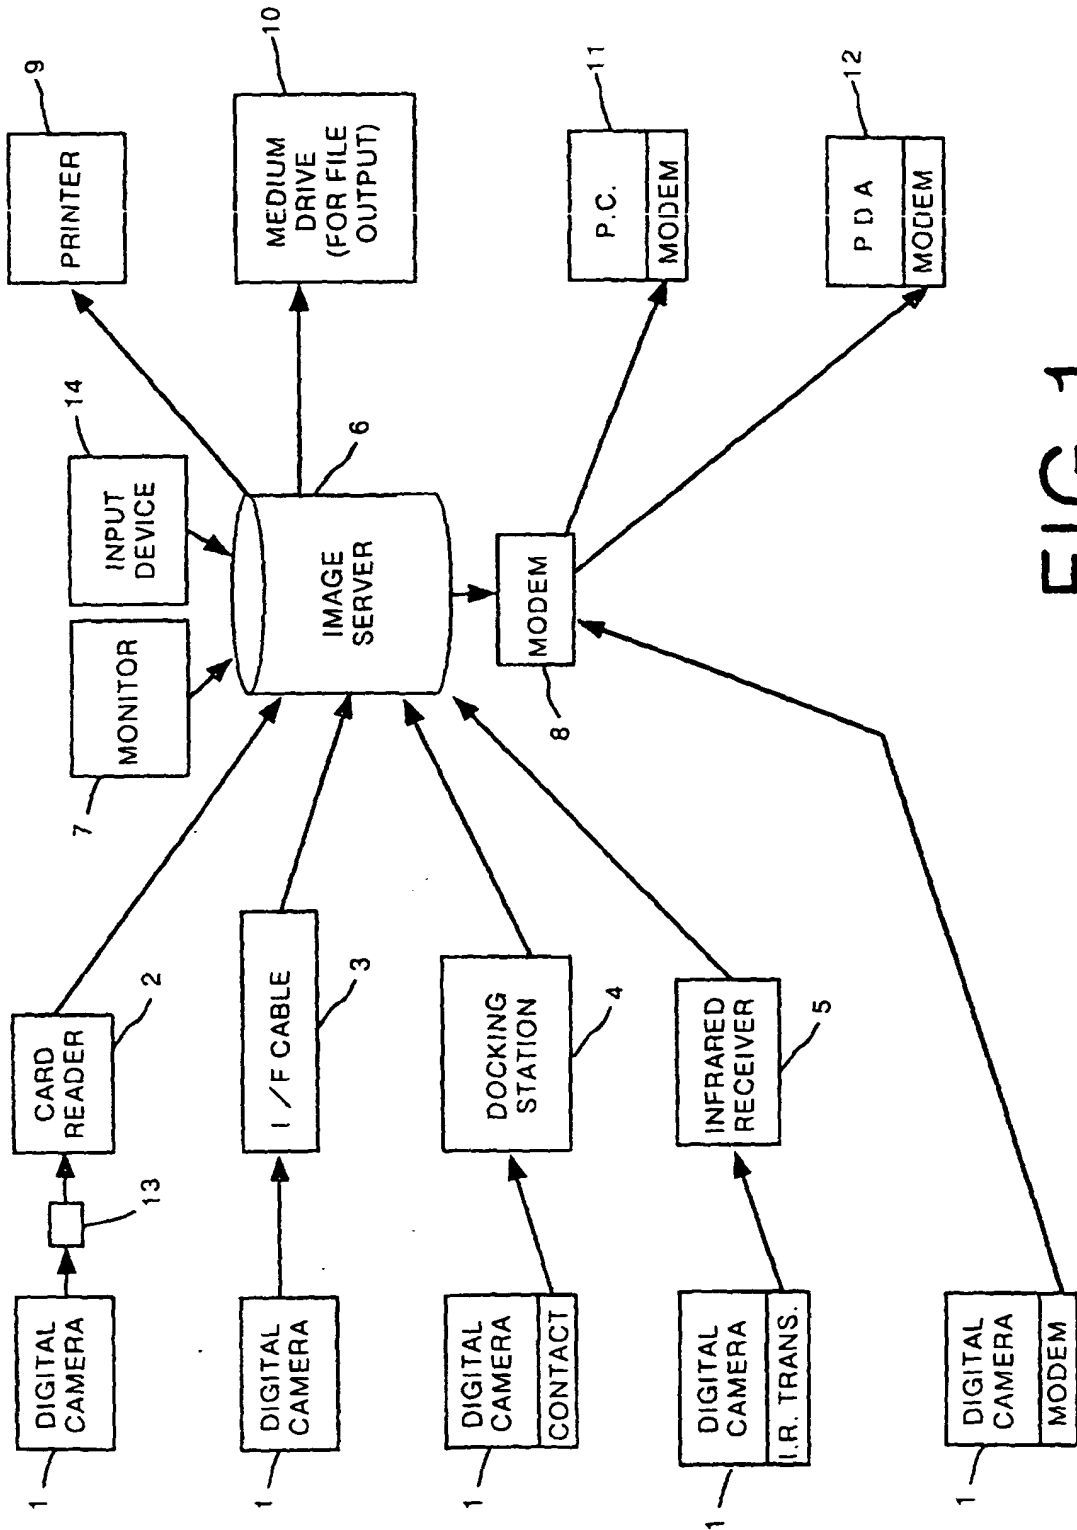 1
DIGITAL
CAMERA
13
CARD
READER
2
1
DIGITAL
CAMERA
I/F CABLE
3
1
DIGITAL
CAMERA
CONTACT
DOCKING
STATION
4
1
DIGITAL
CAMERA
I.R. TRANS.
INFRARED
RECEIVER
5
1
DIGITAL
CAMERA
MODEM
7
MONITOR
INPUT
DEVICE
14
IMAGE
SERVER
6
MODEM
8
PRINTER
9
MEDIUM
DRIVE
(FOR FILE
OUTPUT)
10
P.C.
MODEM
11
PDA
MODEM
12
FIG. 1